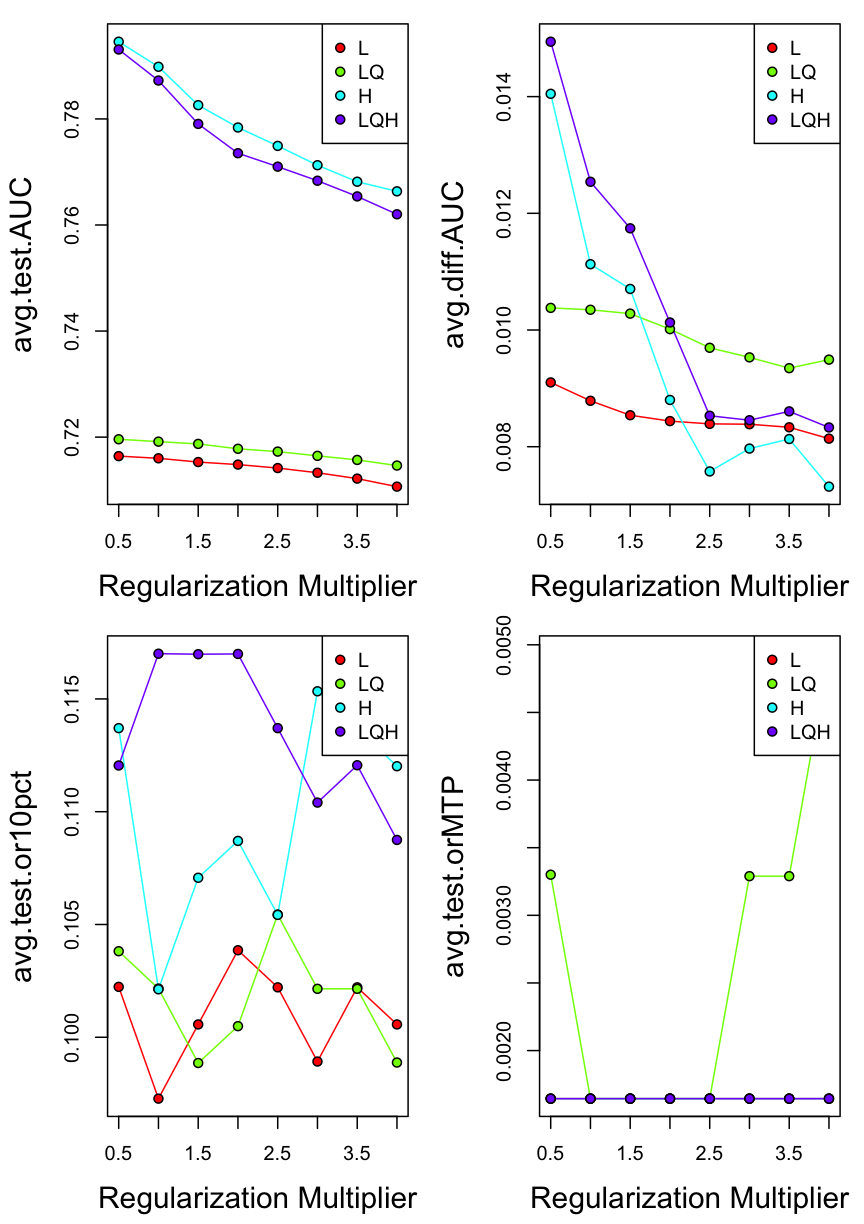 avg.test.AUC
0.72
0.74
0.76
0.78
L
LQ
H
LQH
0.5
1.5
2.5
3.5
Regularization Multiplier
avg.diff.AUC
0.008
0.010
0.012
0.014
L
LQ
H
LQH
0.5
1.5
2.5
3.5
Regularization Multiplier
avg.test.or10pct
0.100
0.105
0.110
0.115
L
LQ
H
LQH
0.5
1.5
2.5
3.5
Regularization Multiplier
avg.test.orMTP
0.0020
0.0030
0.0040
0.0050
L
LQ
H
LQH
0.5
1.5
2.5
3.5
Regularization Multiplier